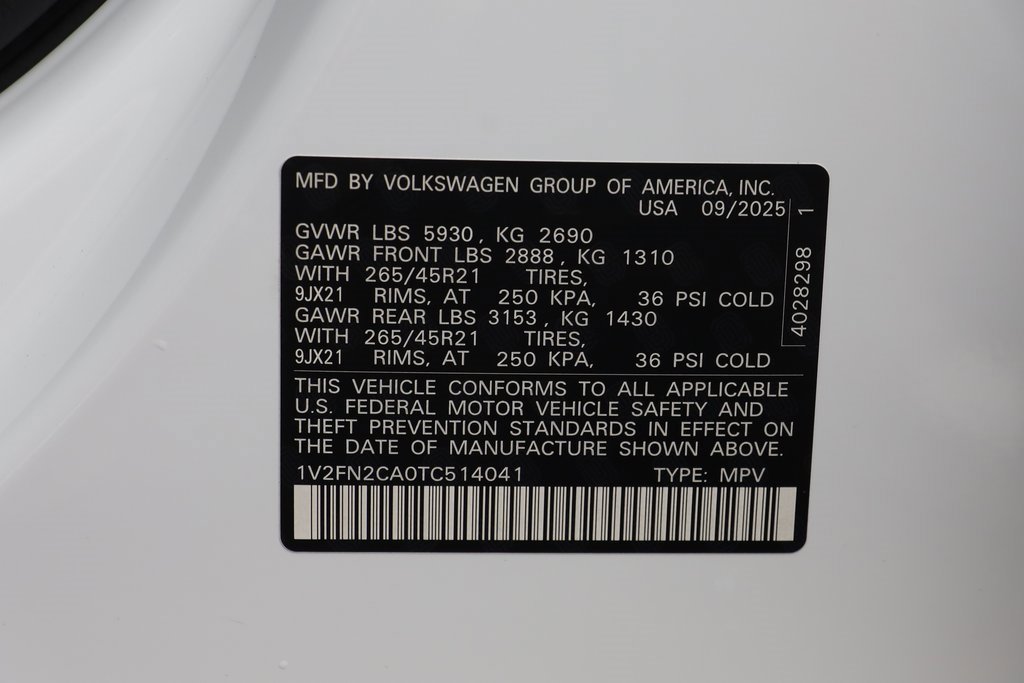 MFD BY VOLKSWAGEN GROUP OF AMERICA, INC.
USA 09/2025
GVWR LBS 5930, KG 2690
GAWR FRONT LBS 2888, KG 1310
WITH 265/45R21 TIRES,
9JX21 RIMS, AT 250 KPA, 36 PSI COLD
GAWR REAR LBS 3153, KG 1430
WITH 265/45R21 TIRES,
9JX21 RIMS, AT 250 KPA, 36 PSI COLD
4028298 1
THIS VEHICLE CONFORMS TO ALL APPLICABLE
U.S. FEDERAL MOTOR VEHICLE SAFETY AND
THEFT PREVENTION STANDARDS IN EFFECT ON
THE DATE OF MANUFACTURE SHOWN ABOVE.
1V2FN2CA0TC514041 TYPE: MPV